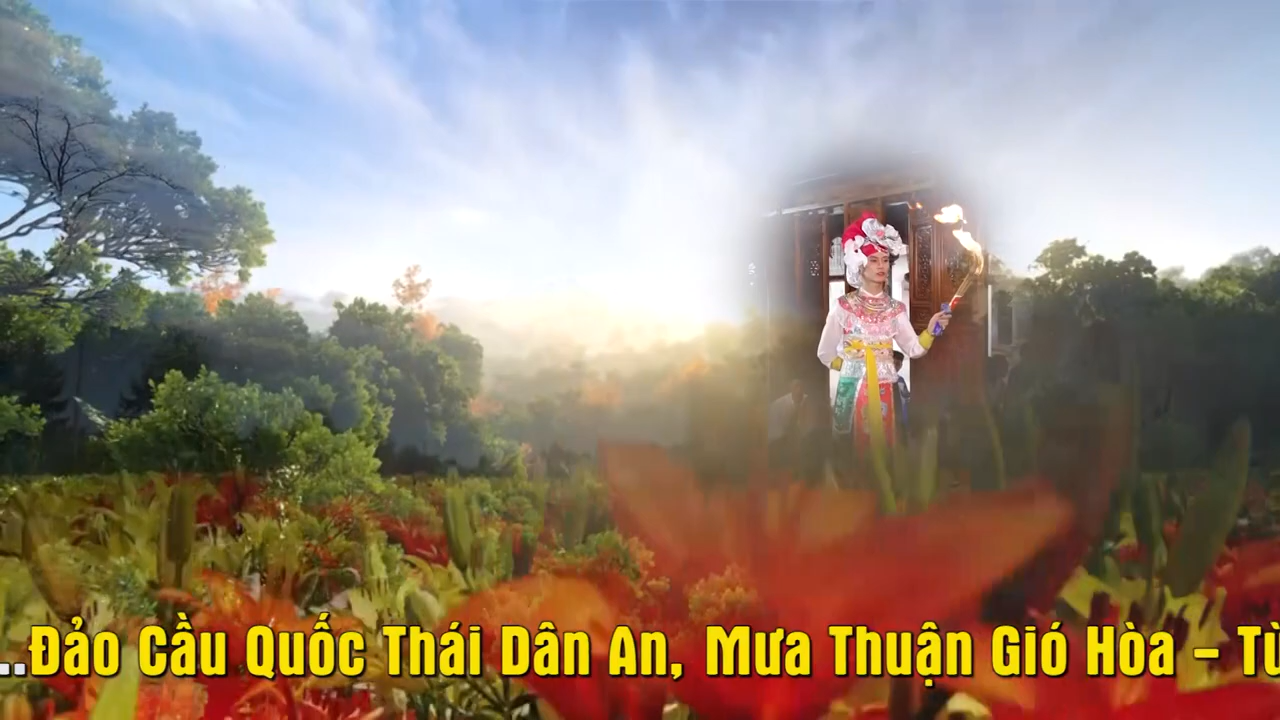 ..Đảo Cầu Quốc Thái Dân An, Mưa Thuận Gió Hòa - Từ